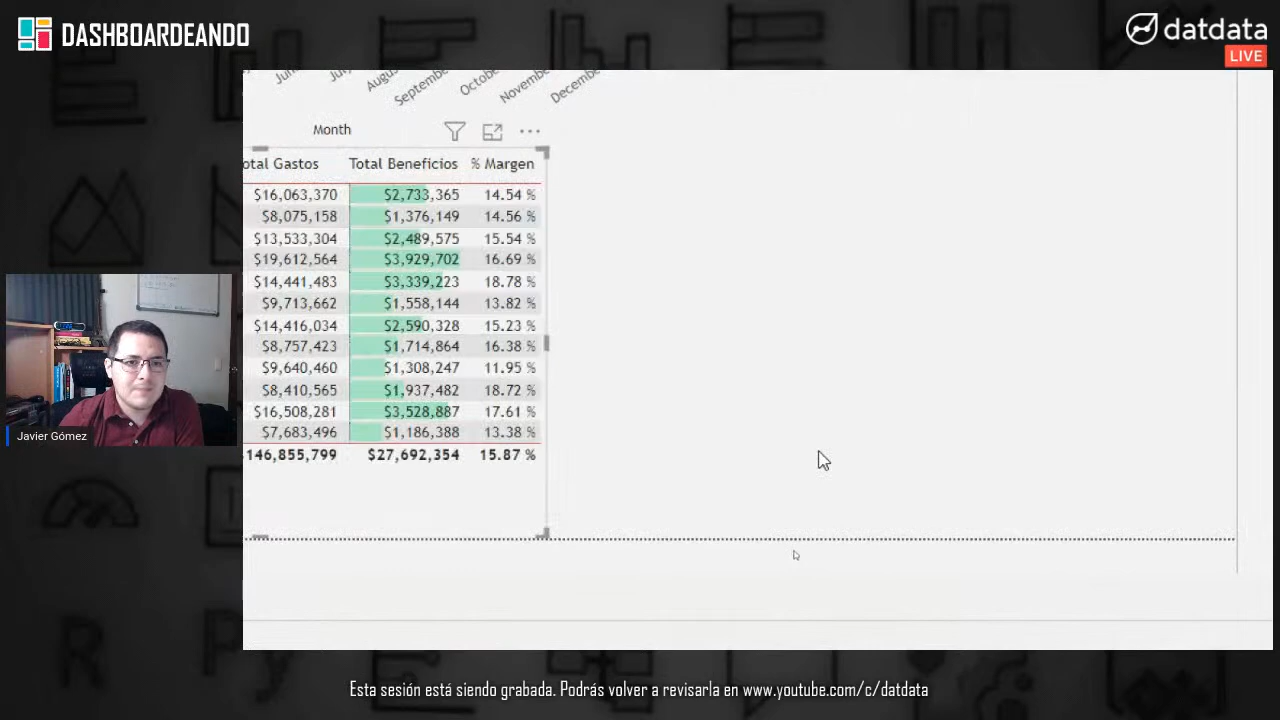 DASHBOARDEANDO
datdata
LIVE
Augus
Septembe
Octobe
Novembe
Decembe
Month
otal Gastos Total Beneficios % Margen
$16,063,370 $2,733,365 14.54 %
$8,075,158 $1,376,149 14.56 %
$13,533,304 $2,489,575 15.54 %
$19,612,564 $3,929,702 16.69 %
$14,441,483 $3,339,223 18.78 %
$9,713,662 $1,558,144 13.82 %
$14,416,034 $2,590,328 15.23 %
$8,757,423 $1,714,864 16.38 %
$9,640,460 $1,308,247 11.95 %
$8,410,565 $1,937,482 18.72 %
$16,508,281 $3,528,887 17.61 %
$7,683,496 $1,186,388 13.38 %
146,855,799 $27,692,354 15.87 %
Javier Gómez
R Py
Esta sesión está siendo grabada. Podrás volver a revisarla en www.youtube.com/c/datdata